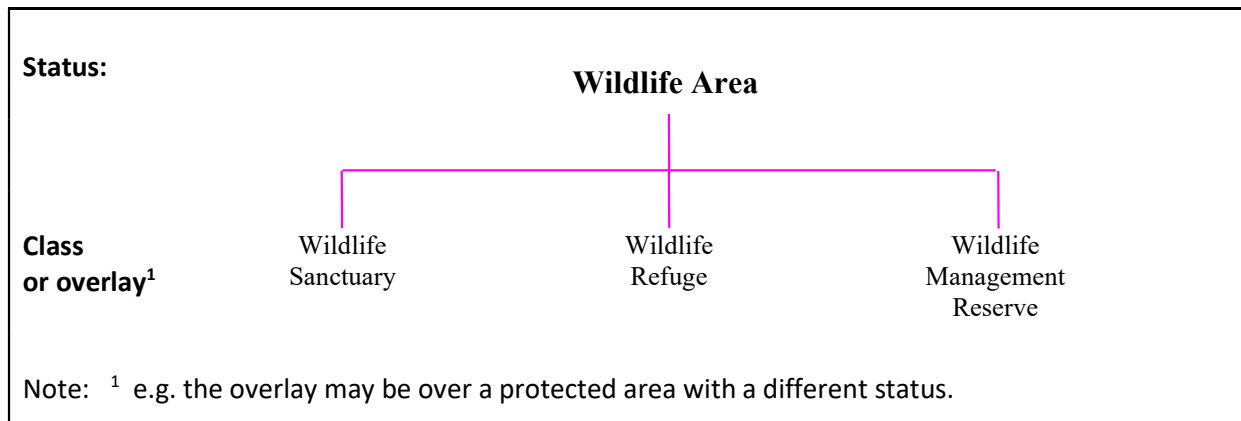 Status:
Wildlife Area
Class
or overlay¹
Wildlife
Sanctuary
Wildlife
Refuge
Wildlife
Management
Reserve
Note: ¹ e.g. the overlay may be over a protected area with a different status.